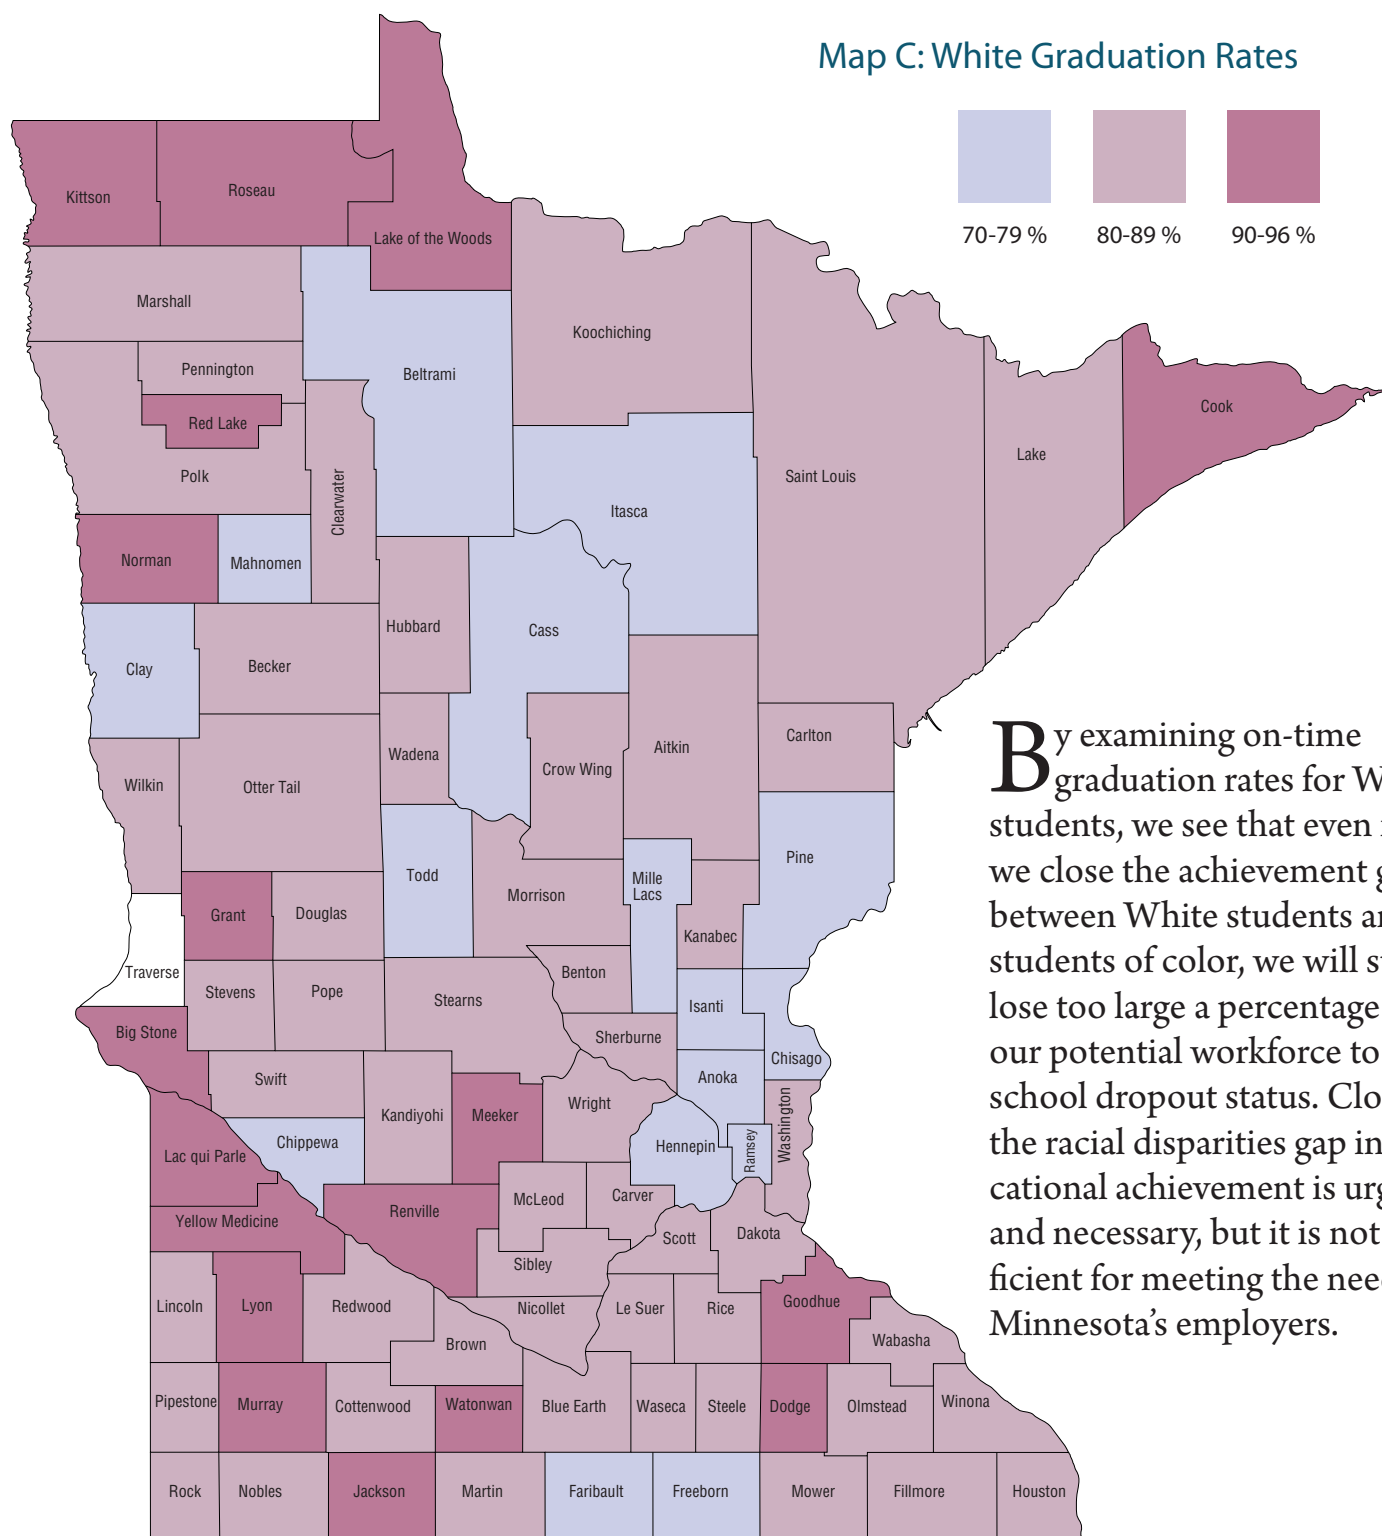 Map C: White Graduation Rates
70-79 %
80-89 %
90-96 %
Kittson
Roseau
Lake of the Woods
Marshall
Koochiching
Pennington
Beltrami
Red Lake
Cook
Polk
Clearwater
Saint Louis
Lake
Itasca
Norman
Mahnomen
Hubbard
Cass
Clay
Becker
Wadena
Crow Wing
Aitkin
Carlton
Wilkin
Otter Tail
Todd
Pine
Mille
Lacs
Morrison
Grant
Douglas
Kanabec
Traverse
Benton
Stevens
Pope
Stearns
Isanti
Big Stone
Sherburne
Chisago
Swift
Anoka
Kandiyohi
Meeker
Wright
Washington
Chippewa
Hennepin
Ramsey
Lac qui Parle
McLeod
Carver
Yellow Medicine
Renville
Scott
Dakota
Sibley
Lincoln
Lyon
Redwood
Nicollet
Le Suer
Rice
Goodhue
Brown
Wabasha
Pipestone
Murray
Cottenwood
Watonwan
Blue Earth
Waseca
Steele
Dodge
Olmstead
Winona
Rock
Nobles
Jackson
Martin
Faribault
Freeborn
Mower
Fillmore
Houston
By examining on-time
graduation rates for W
students, we see that even
we close the achievement
between White students
students of color, we will
lose too large a percentage
our potential workforce to
school dropout status. Clo
the racial disparities gap in
cational achievement is
and necessary, but it is not
ficient for meeting the
Minnesota's employers.